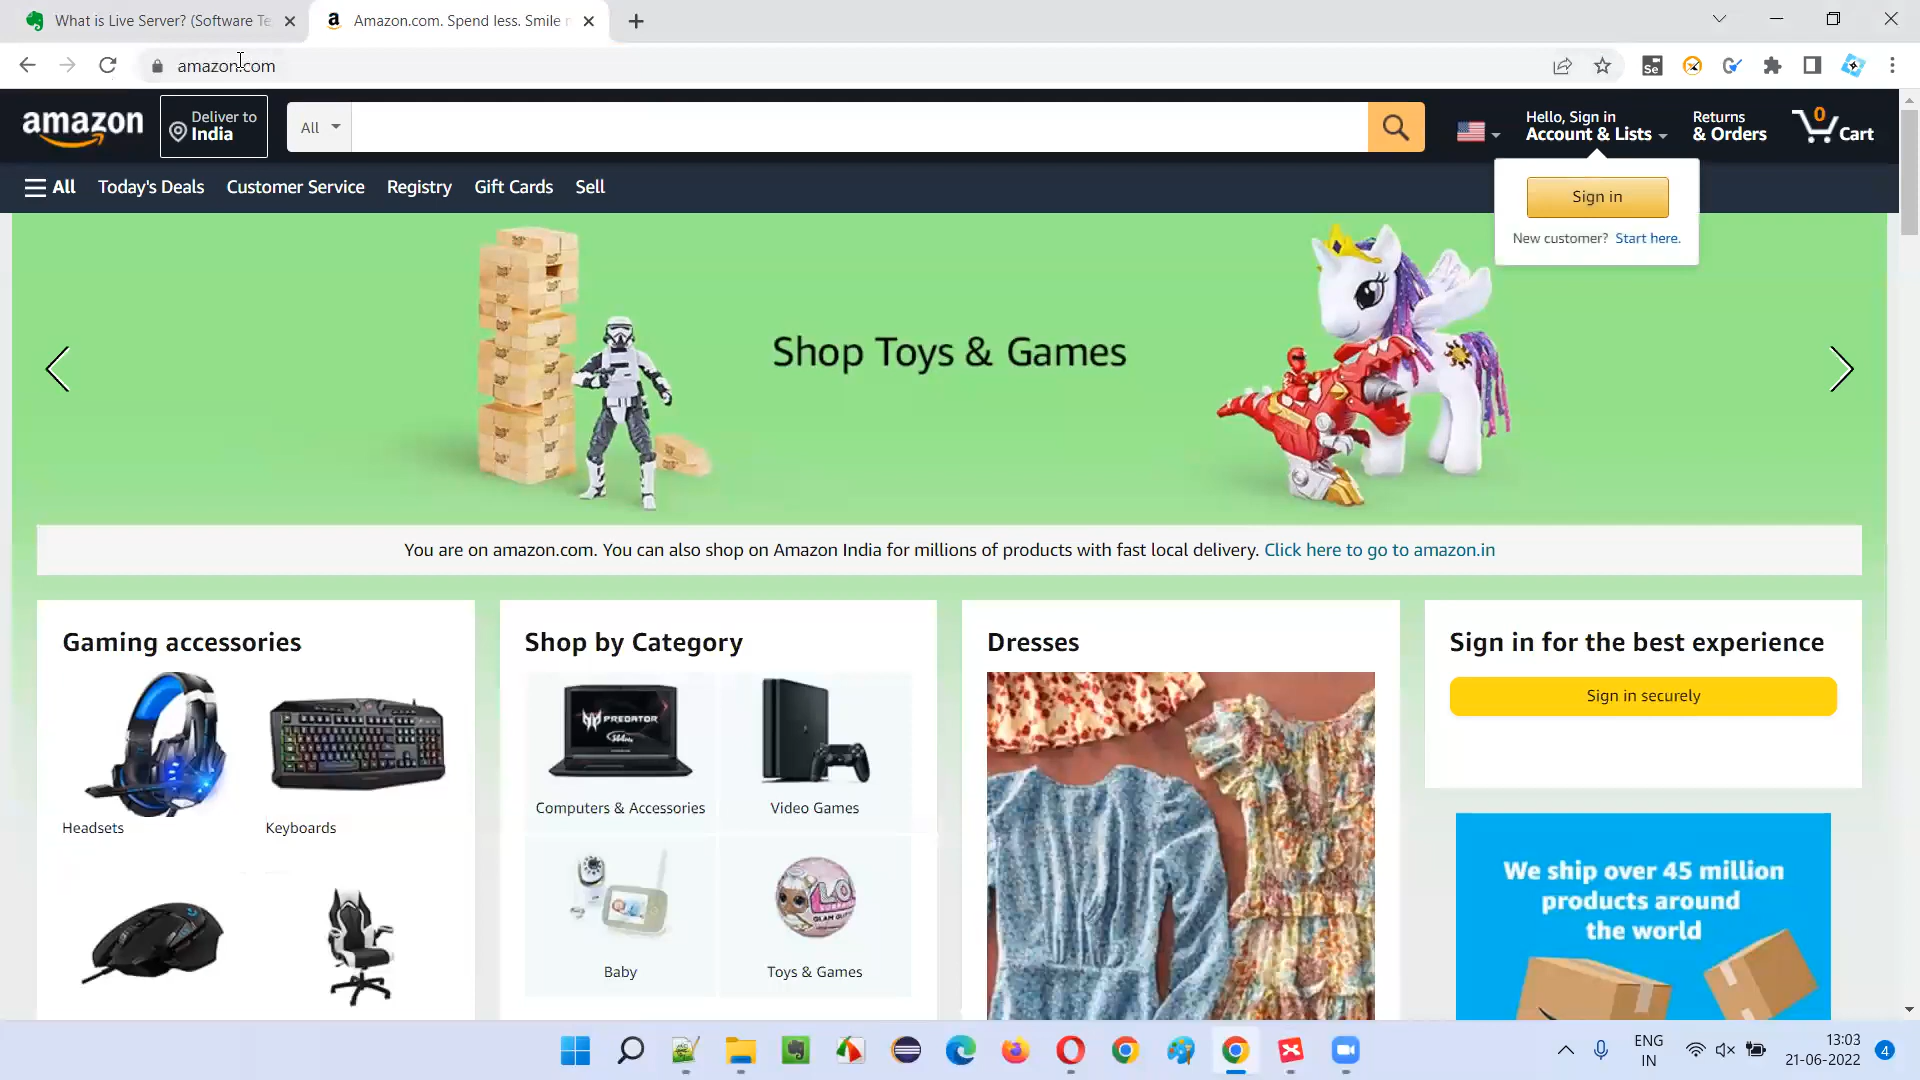 What is Live Server? (Software Te
Amazon.com. Spend less. Smile
amazon.com
Se
amazon
Deliver to
India
All
Hello, Sign in
Account & Lists
Returns
& Orders
0
Cart
All
Today's Deals
Customer Service
Registry
Gift Cards
Sell
Sign in
New customer? Start here.
Shop Toys & Games
You are on amazon.com. You can also shop on Amazon India for millions of products with fast local delivery. Click here to go to amazon.in
Gaming accessories
Shop by Category
Dresses
Sign in for the best experience
Sign in securely
PREDATOR
Computers & Accessories
Video Games
Headsets
Keyboards
We ship over 45 million
products around
the world
Baby
Toys & Games
ENG
IN
13:03
21-06-2022
4